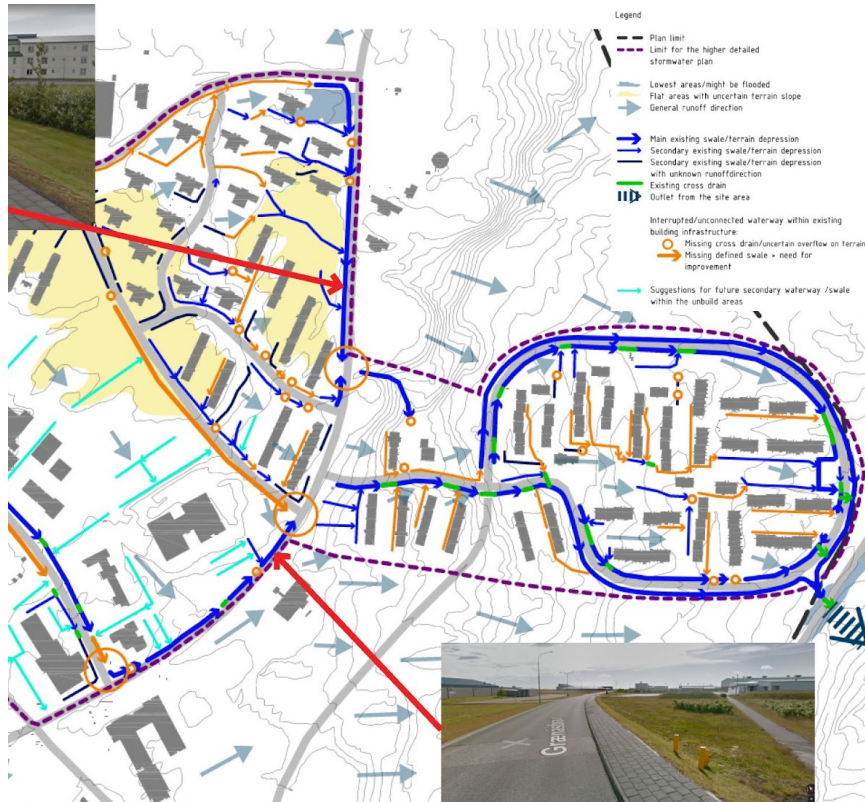 Legend
Plan limit
Limit for the higher detailed
stormwater plan
Lowest areas/might be flooded
Flat areas with uncertain terrain slope
General runoff direction
Main existing swale/terrain depression
Secondary existing swale/terrain depression
Secondary existing swale/terrain depression
with unknown runoffdirection
Existing cross drain
Outlet from the site area
Interrupted/unconnected waterway within existing
building infrastructure:
Missing cross drain/uncertain overflow on terrain
Missing defined swale = need for
improvement
Suggestions for future secondary waterway /swale
within the unbuild areas